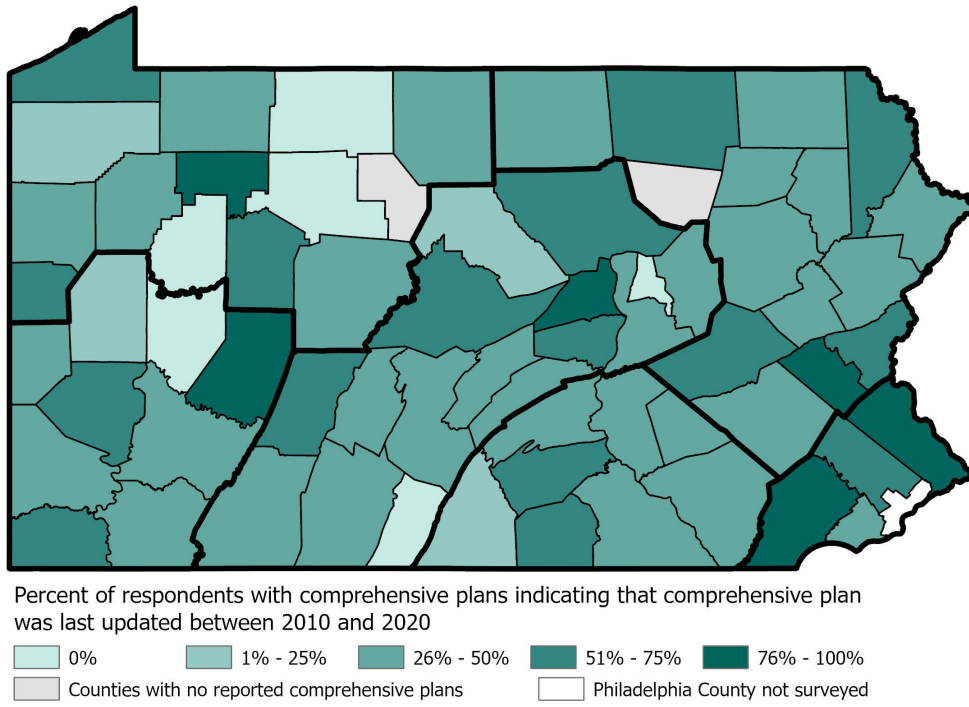 Percent of respondents with comprehensive plans indicating that comprehensive plan
was last updated between 2010 and 2020
0% 1% - 25% 26% - 50% 51% - 75% 76% - 100%
Counties with no reported comprehensive plans Philadelphia County not surveyed